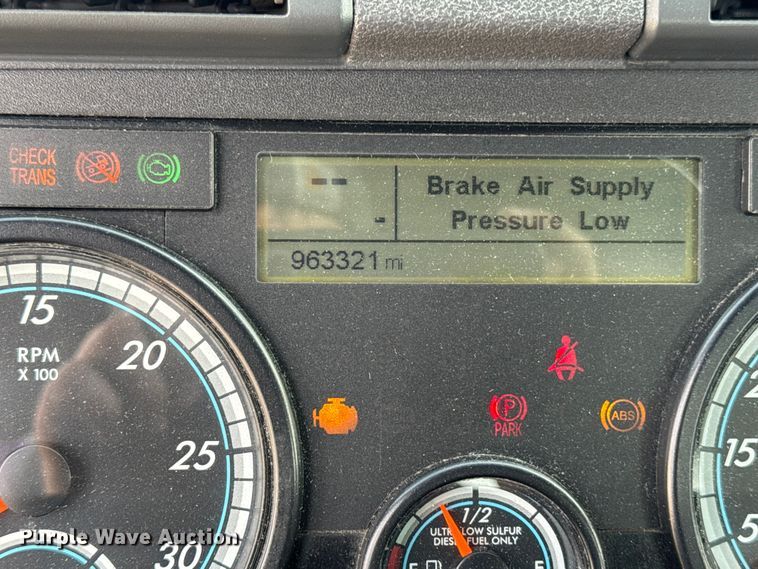 CHECK
TRANS
-- Brake Air Supply
- Pressure Low
963321 mi
15
20
RPM
X 100
25
30
P
PARK
ABS
1/2
ULTRA LOW SULFUR
DIESEL FUEL ONLY
E
F
15
5
Purple Wave Auction